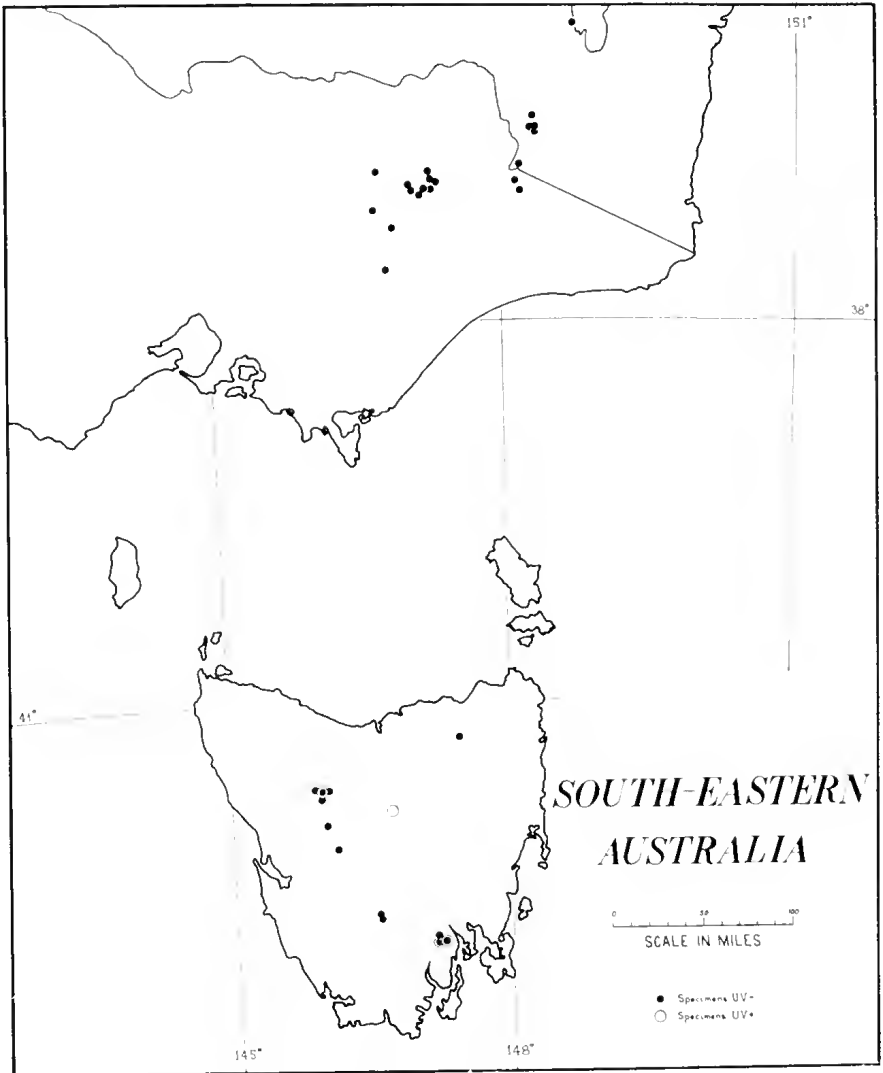 151°
38°
41°
SOUTH-EASTERN
AUSTRALIA
0 50 100
SCALE IN MILES
● Specimens UV-
○ Specimens UV+
145° 148°